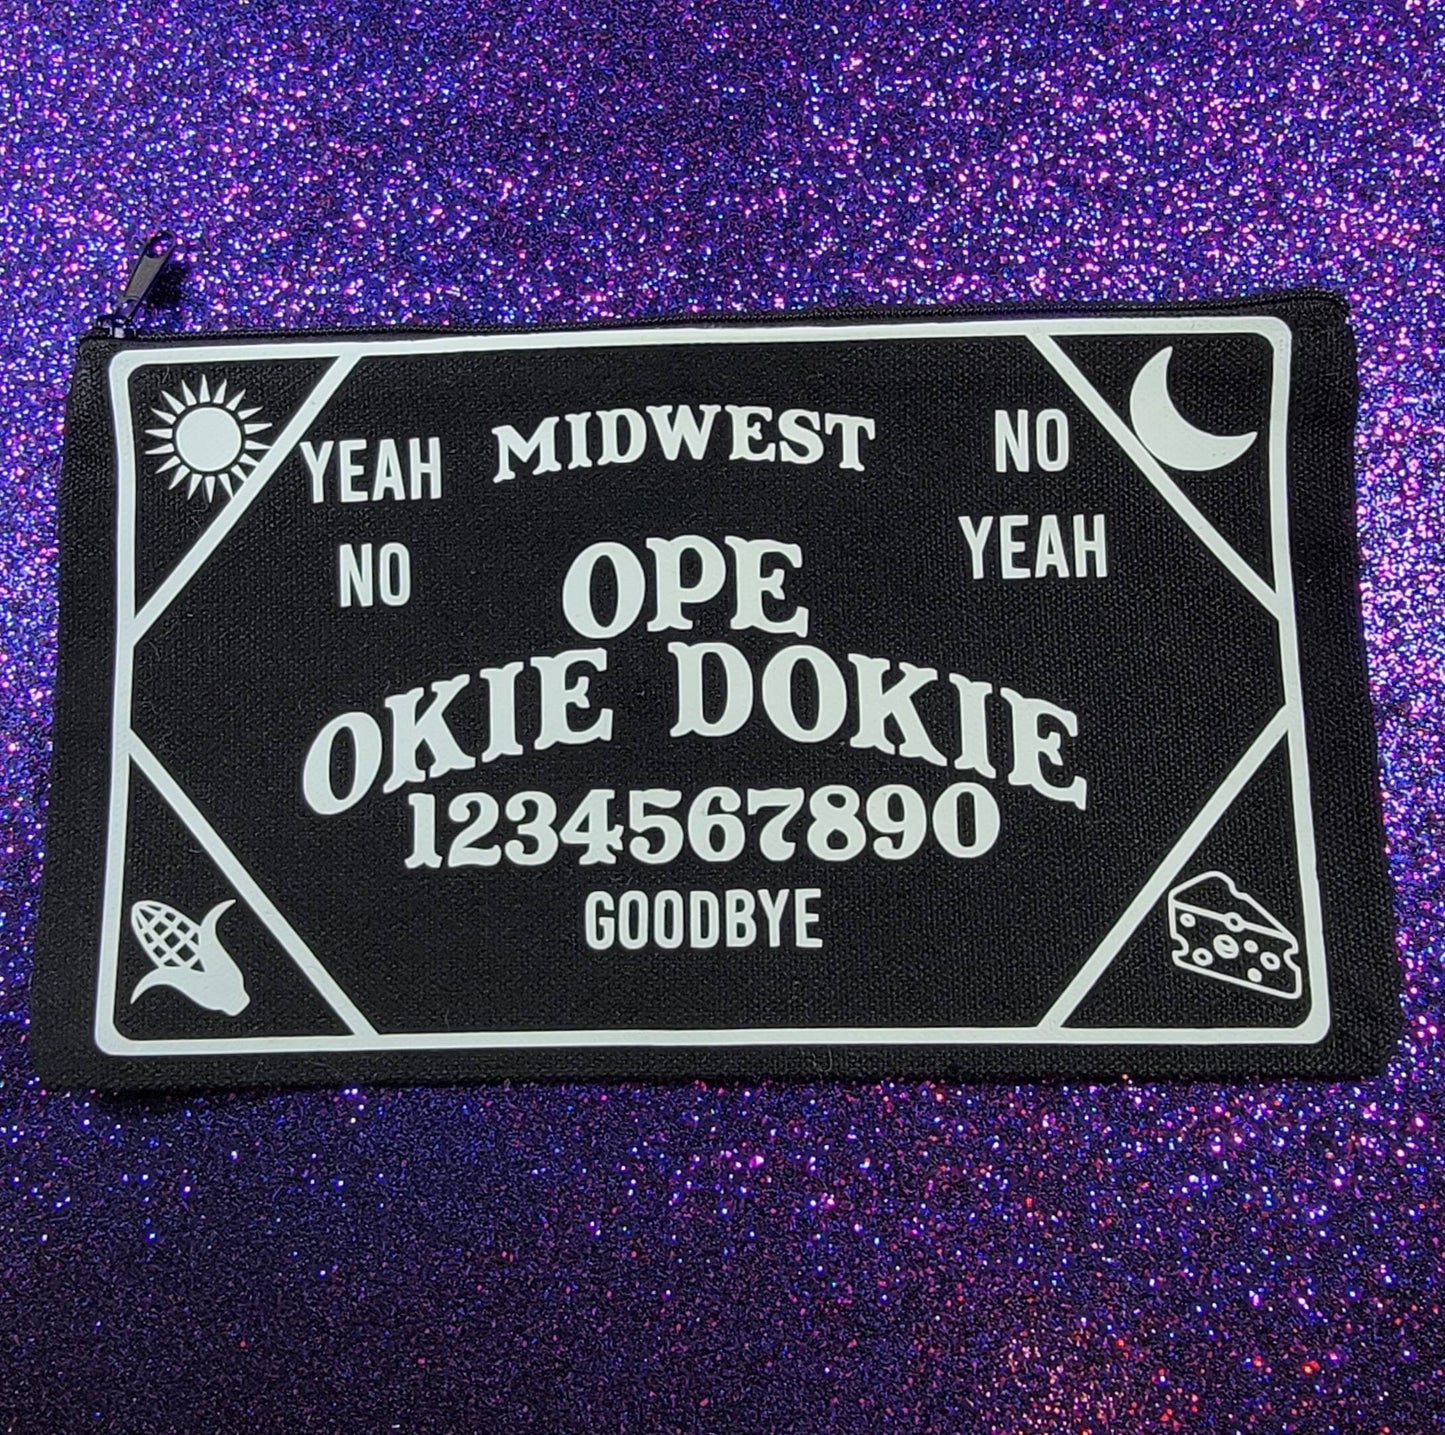 MIDWEST
YEAH
NO
NO
YEAH
OPE
OKIE DOKIE
1234567890
GOODBYE